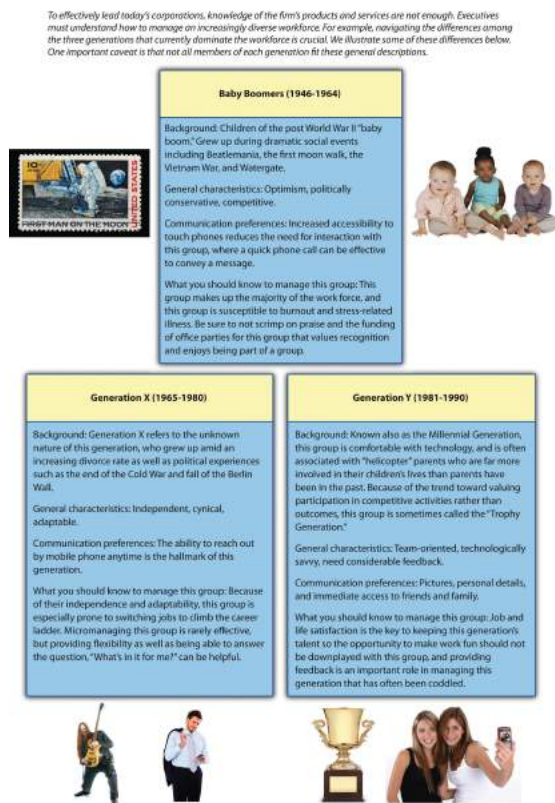 To effectively lead today's corporations, knowledge of the firm's products and services are not enough. Executives
must understand how to manage an increasingly diverse workforce. For example, navigating the differences among
the three generations that currently dominate the workforce is crucial. We illustrate some of these differences below.
One important caveat is that not all members of each generation fit these general descriptions.
Baby Boomers (1946-1964)
Background: Children of the post World War II "baby
boom." Grew up during dramatic social events
including Beatlemania, the first moon walk, the
Vietnam War, and Watergate.
General characteristics: Optimism, politically
conservative, competitive.
Communication preferences: Increased accessibility to
touch phones reduces the need for interaction with
this group, where a quick phone call can be effective
to convey a message.
What you should know to manage this group: This
group makes up the majority of the work force, and
this group is susceptible to burnout and stress-related
illness. Be sure to not scrimp on praise and the funding
of office parties for this group that values recognition
and enjoys being part of a group.
10¢
UNITED STATES
FIRST MAN ON THE MOON
Generation X (1965-1980)
Background: Generation X refers to the unknown
nature of this generation, who grew up amid an
increasing divorce rate as well as political experiences
such as the end of the Cold War and fall of the Berlin
Wall.
General characteristics: Independent, cynical,
adaptable.
Communication preferences: The ability to reach out
by mobile phone anytime is the hallmark of this
generation.
What you should know to manage this group: Because
of their independence and adaptability, this group is
especially prone to switching jobs to climb the career
ladder. Micromanaging this group is rarely effective,
but providing flexibility as well as being able to answer
the question, "What's in it for me?" can be helpful.
Generation Y (1981-1990)
Background: Known also as the Millennial Generation,
this group is comfortable with technology, and is often
associated with "helicopter" parents who are far more
involved in their children's lives than parents have
been in the past. Because of the trend toward valuing
participation in competitive activities rather than
outcomes, this group is sometimes called the "Trophy
Generation."
General characteristics: Team-oriented, technologically
savvy, need considerable feedback.
Communication preferences: Pictures, personal details,
and immediate access to friends and family.
What you should know to manage this group: Job and
life satisfaction is the key to keeping this generation's
talent so the opportunity to make work fun should not
be downplayed with this group, and providing
feedback is an important role in managing this
generation that has often been coddled.